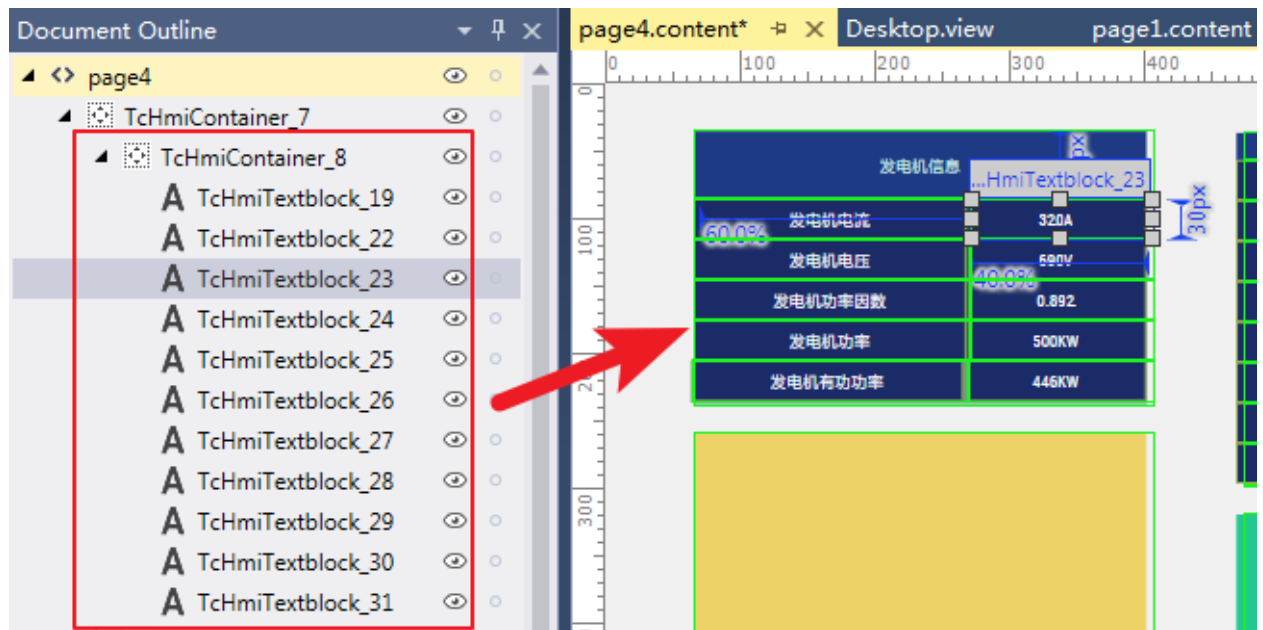 Document Outline
page4
TcHmiContainer_7
TcHmiContainer_8
TcHmiTextblock_19
TcHmiTextblock_22
TcHmiTextblock_23
TcHmiTextblock_24
TcHmiTextblock_25
TcHmiTextblock_26
TcHmiTextblock_27
TcHmiTextblock_28
TcHmiTextblock_29
TcHmiTextblock_30
TcHmiTextblock_31
page4.content* Desktop.view page1.content
0 100 200 300 400
0
100
300
发电机信息
px
...HmiTextblock_23
30px
60.0%
发电机电流 320A
发电机电压 690V
40.0%
发电机功率因数 0.892
发电机功率 500KW
发电机有功功率 446KW